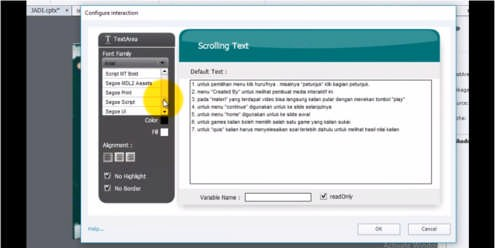 JADI.cptx*
Configure interaction
TextArea
Font Family
Arial
Script MT Bold
Segoe MDL2 Assets
Segoe Print
Segoe Script
Segoe UI
Color
Fill
Alignment :
No Highlight
No Border
Scrolling Text
Default Text :
1. untuk pemilihan menu klik huruf nya : misalnya "petunjuk" klik bagian petunjuk.
2. menu "Created By" untuk melihat pembuat media interaktif ini
3. pada "materi" yang terdapat video bisa langsung kalian putar dengan menekan tombol "play"
4. untuk menu "continue" digunakan untuk ke slide selanjutnya
5. untuk menu "home" digunakan untuk ke awal
6. untuk games kalian boleh memilih salah satu game yang kalian sukai.
7. untuk "quis" kalian harus menyelesaikan soal terlebih dahulu untuk melihat hasil nilai kalian
Variable Name :
readOnly
Help...
OK
Cancel
Activate Window